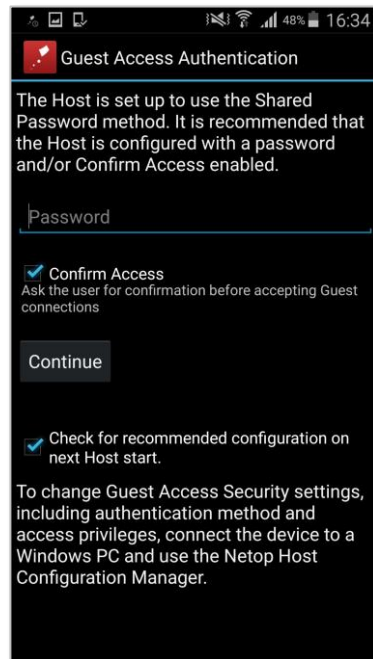 48% 16:34
Guest Access Authentication
The Host is set up to use the Shared
Password method. It is recommended that
the Host is configured with a password
and/or Confirm Access enabled.
Password
Confirm Access
Ask the user for confirmation before accepting Guest
connections
Continue
Check for recommended configuration on
next Host start.
To change Guest Access Security settings,
including authentication method and
access privileges, connect the device to a
Windows PC and use the Netop Host
Configuration Manager.